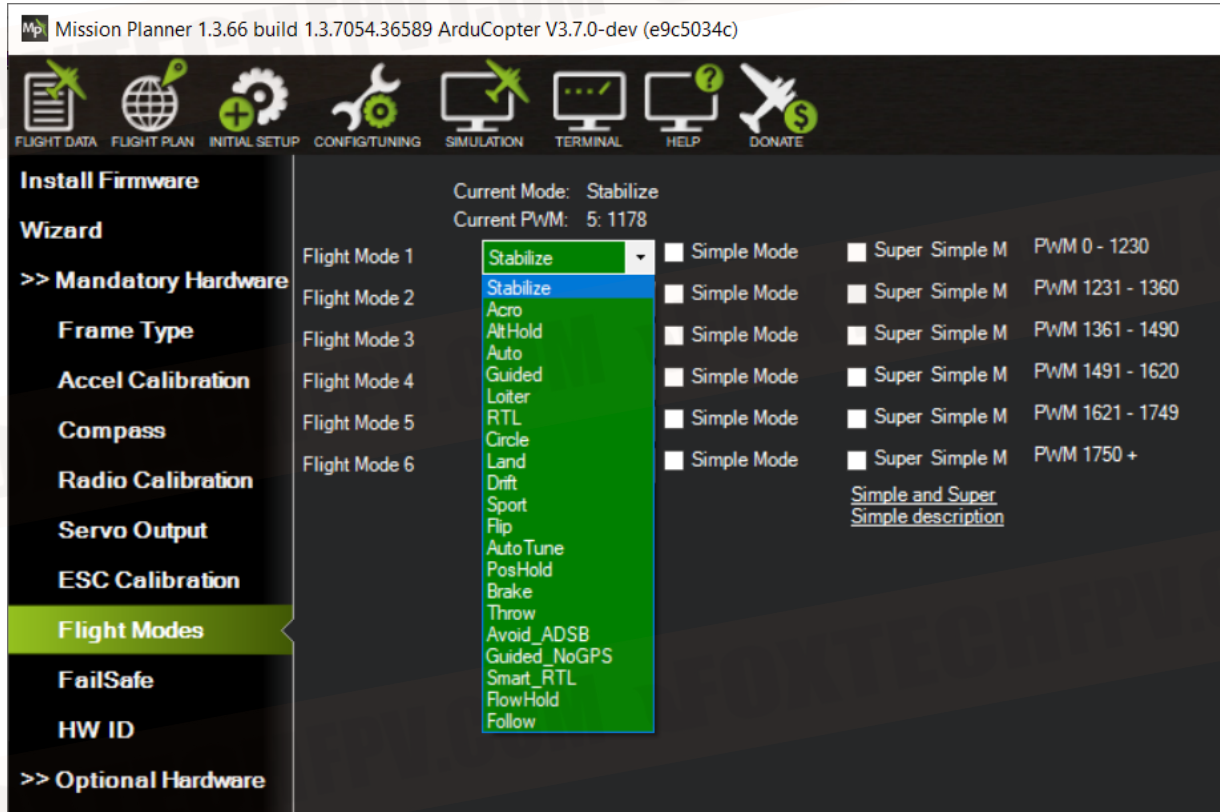 Mp Mission Planner 1.3.66 build 1.3.7054.36589 ArduCopter V3.7.0-dev (e9c5034c)
FLIGHT DATA FLIGHT PLAN INITIAL SETUP CONFIG/TUNING SIMULATION TERMINAL HELP DONATE
Install Firmware
Wizard
>> Mandatory Hardware
Frame Type
Accel Calibration
Compass
Radio Calibration
Servo Output
ESC Calibration
Flight Modes
FailSafe
HW ID
>> Optional Hardware
Current Mode: Stabilize
Current PWM: 5: 1178
Flight Mode 1 Stabilize Simple Mode Super Simple M PWM 0 - 1230
Flight Mode 2 Simple Mode Super Simple M PWM 1231 - 1360
Flight Mode 3 Simple Mode Super Simple M PWM 1361 - 1490
Flight Mode 4 Simple Mode Super Simple M PWM 1491 - 1620
Flight Mode 5 Simple Mode Super Simple M PWM 1621 - 1749
Flight Mode 6 Simple Mode Super Simple M PWM 1750 +
Stabilize
Acro
AltHold
Auto
Guided
Loiter
RTL
Circle
Land
Drift
Sport
Flip
AutoTune
PosHold
Brake
Throw
Avoid_ADSB
Guided_NoGPS
Smart_RTL
FlowHold
Follow
Simple and Super
Simple description